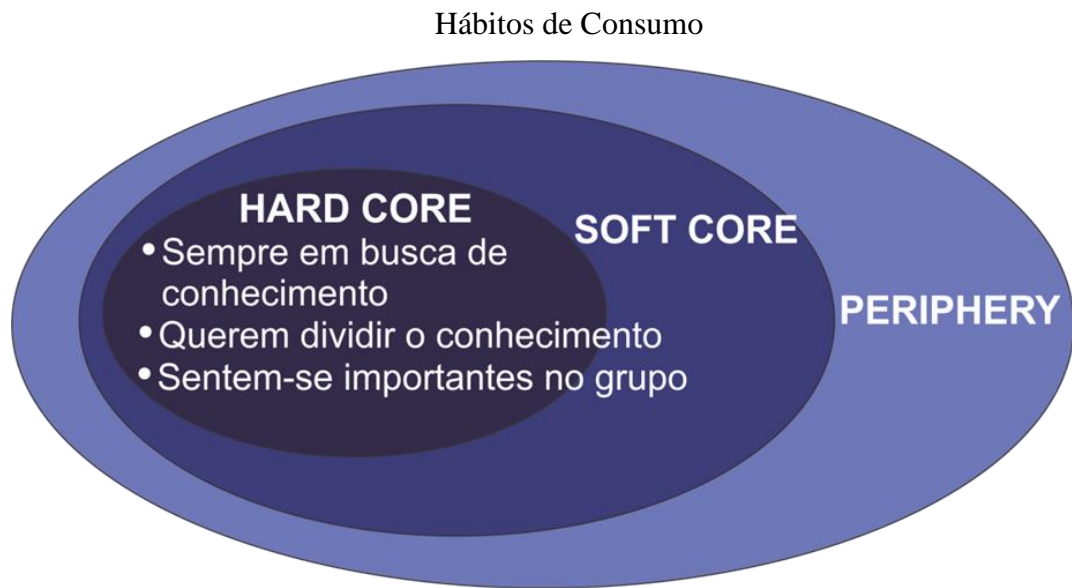 Hábitos de Consumo
HARD CORE
• Sempre em busca de
conhecimento
• Querem dividir o conhecimento
• Sentem-se importantes no grupo
SOFT CORE
PERIPHERY